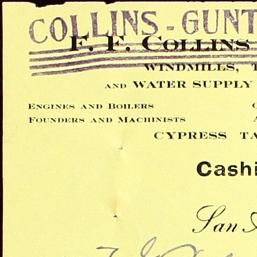 COLLINS - GUNT
F. F. COLLINS
WINDMILLS,
AND WATER SUPPLY
ENGINES AND BOILERS
FOUNDERS AND MACHINISTS
CYPRESS TA
Cashi
San A